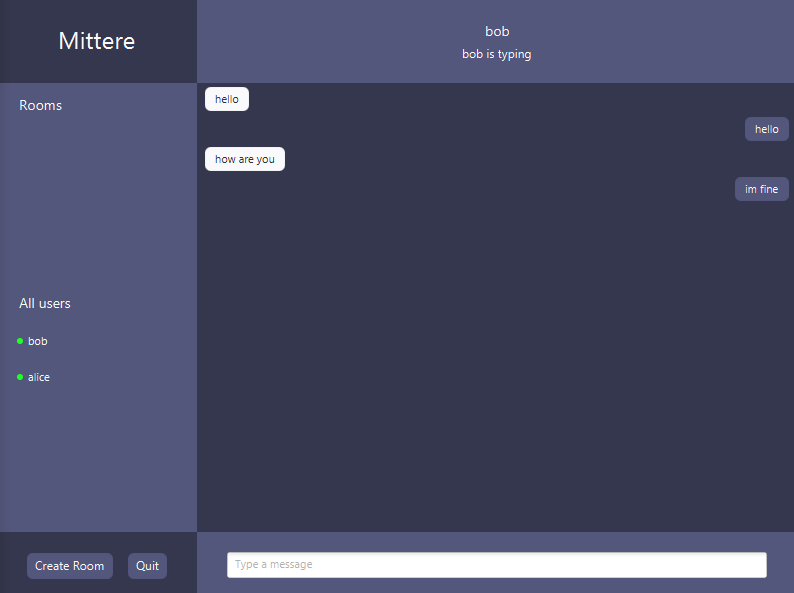 Mittere
bob
bob is typing
Rooms
hello
hello
how are you
im fine
All users
bob
alice
Create Room
Quit
Type a message